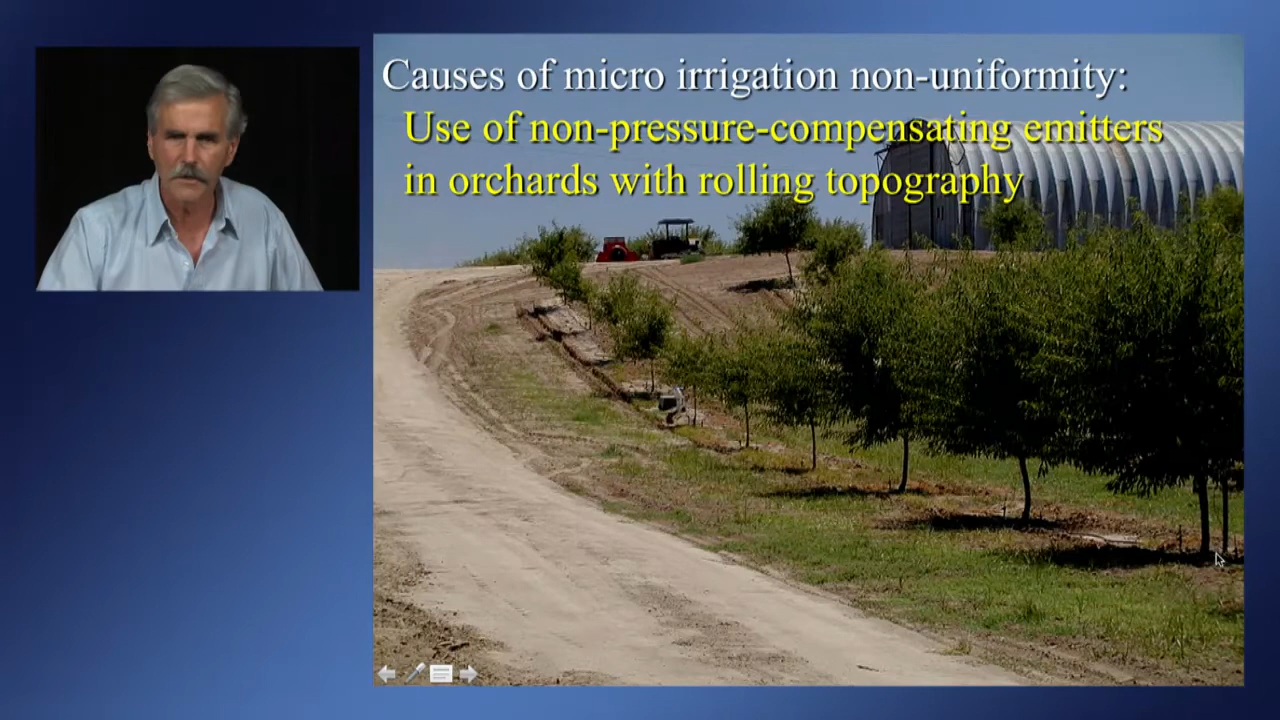 Causes of micro irrigation non-uniformity:
Use of non-pressure-compensating emitters
in orchards with rolling topography